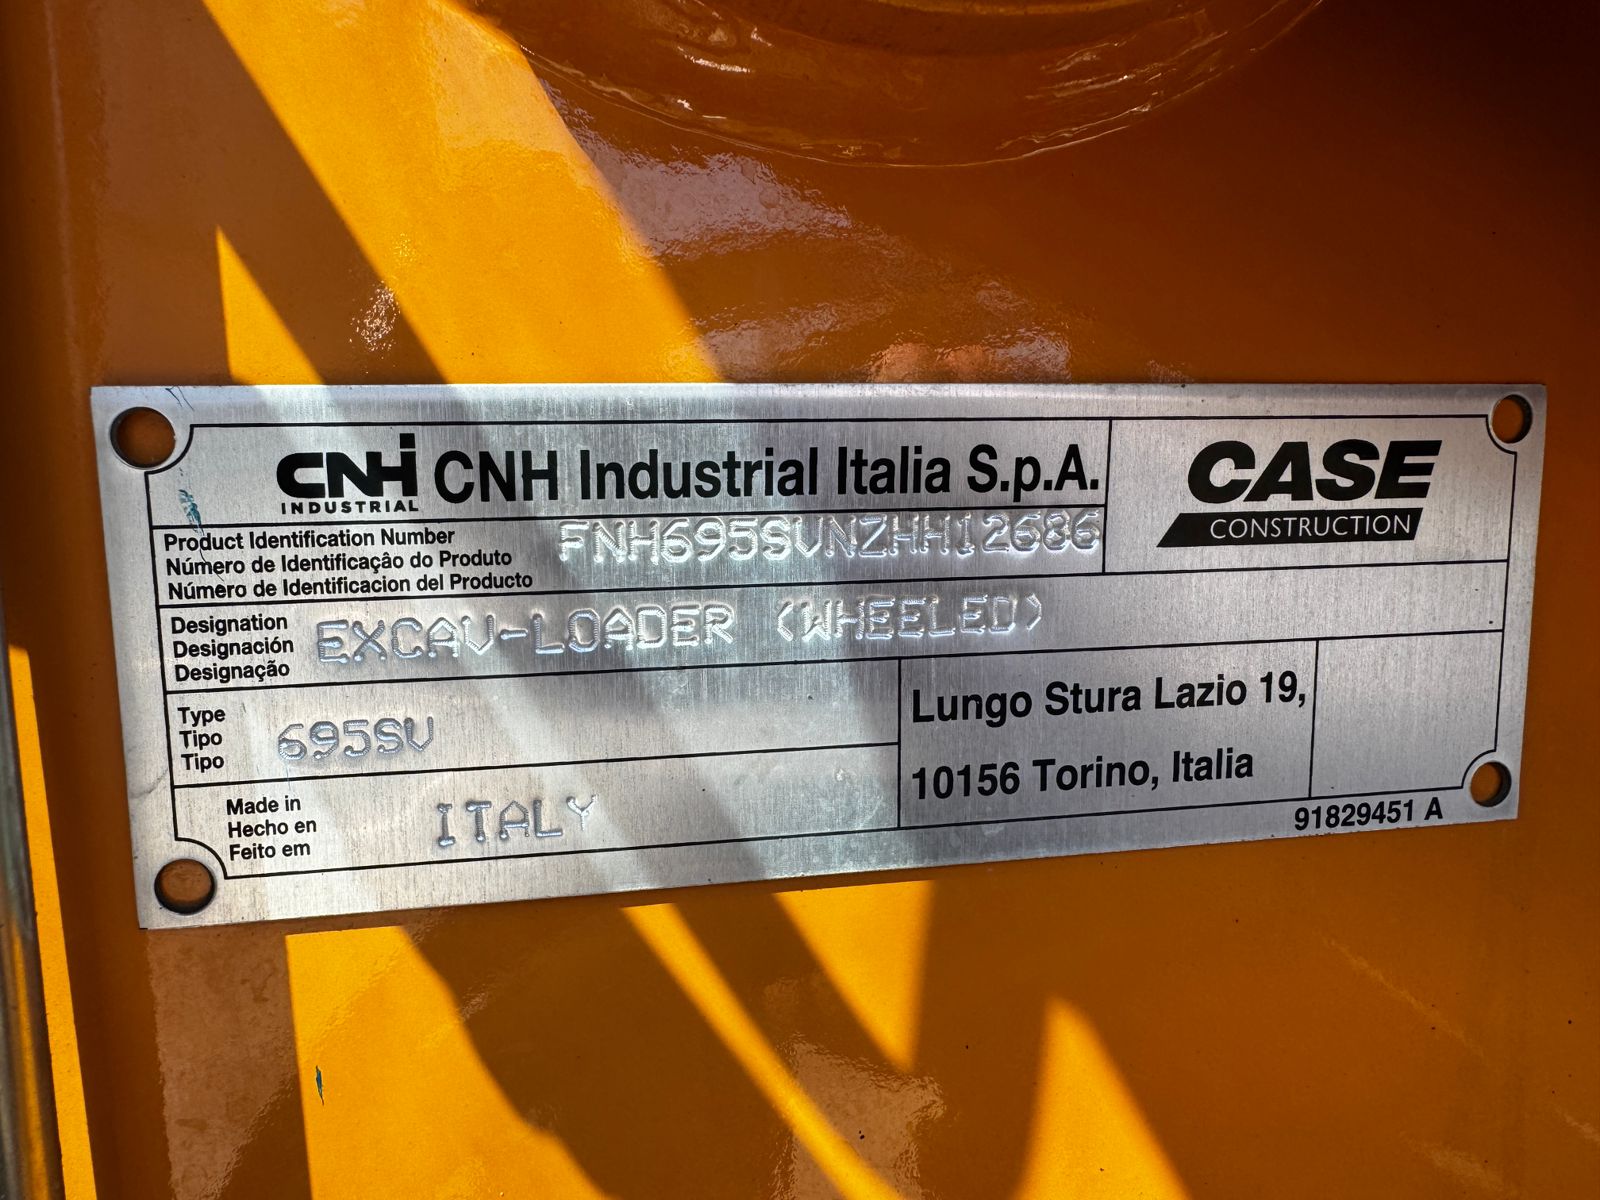 CNH INDUSTRIAL CNH Industrial Italia S.p.A.
CASE
CONSTRUCTION
Product Identification Number
Número de Identificaçâo do Produto
Número de Identificacion del Producto
FNH695SVNZHH12686
Designation
Designación
Designação
EXCAV-LOADER (WHEELED)
Type
Tipo
Tipo
695SV
Lungo Stura Lazio 19,
10156 Torino, Italia
Made in
Hecho en
Feito em
ITALY
91829451 A